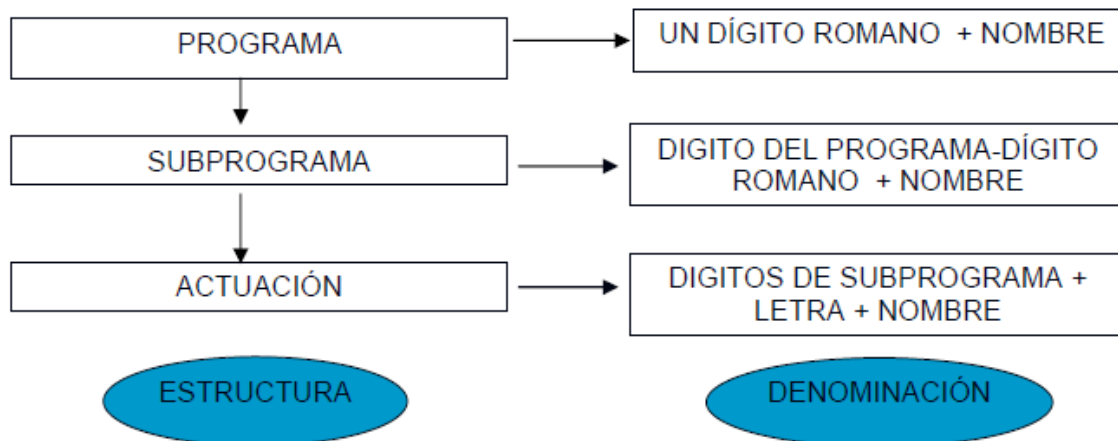 PROGRAMA
UN DÍGITO ROMANO + NOMBRE
SUBPROGRAMA
DIGITO DEL PROGRAMA-DÍGITO
ROMANO + NOMBRE
ACTUACIÓN
DIGITOS DE SUBPROGRAMA +
LETRA + NOMBRE
ESTRUCTURA
DENOMINACIÓN